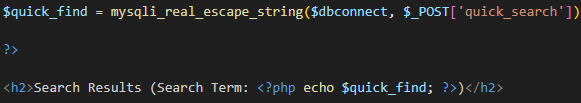 $quick_find = mysqli_real_escape_string($dbconnect, $_POST['quick_search'])
?>
<h2>Search Results (Search Term: <?php echo $quick_find; ?>)</h2>